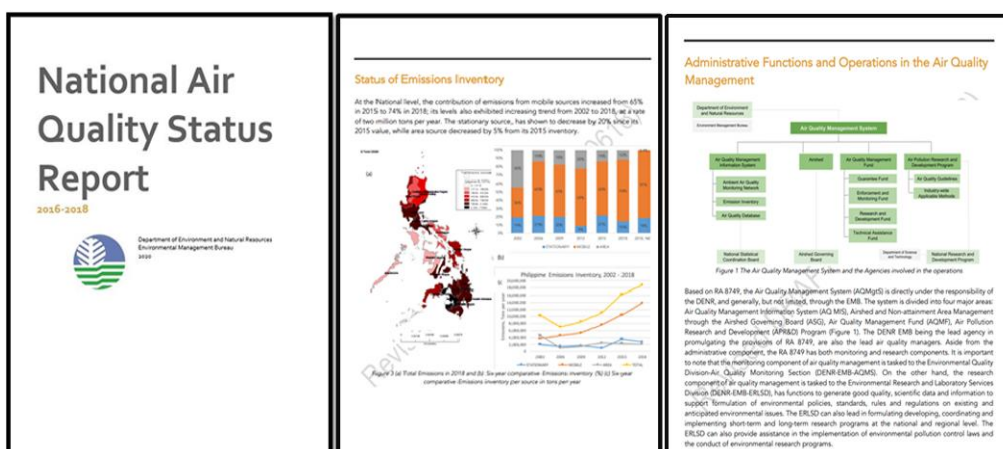 National Air
Quality Status
Report
2016-2018
Department of Environment and Natural Resources
Environmental Management Bureau
2020
Status of Emissions Inventory
At the National level, the contribution of emissions from mobile sources increased from 65%
in 2015 to 74% in 2018; its levels also exhibited increasing trend from 2002 to 2018, at a rate
of two million tons per year. The stationary source, has shown to decrease by 20% since its
2015 value, while area source decreased by 5% from its 2015 inventory.
(a)
(b)
STATIONARY MOBILE AREA
Philippine Emissions Inventory, 2002 - 2018
STATIONARY MOBILE AREA TOTAL
Figure 3 (a) Total Emissions in 2018 and (b) Six-year comparative Emissions inventory (%) (c) Six-year
comparative Emissions inventory per source in tons per year
Administrative Functions and Operations in the Air Quality
Management
Department of Environment
and Natural Resources
Environmental Management Bureau
Air Quality Management System
Air Quality Management
Information System
Airshed
Air Quality Management
Fund
Air Pollution Research and
Development Program
Ambient Air Quality
Monitoring Network
Guarantee Fund
Air Quality Guidelines
Emission Inventory
Enforcement and
Monitoring Fund
Industry-wide
Applicable Methods
Air Quality Database
Research and
Development Fund
Technical Assistance
Fund
National Statistical
Coordination Board
Airshed Governing
Board
Department of Science
and Technology
National Research and
Development Program
Figure 1 The Air Quality Management System and the Agencies involved in the operations
Based on RA 8749, the Air Quality Management System (AQMgtS) is directly under the responsibility of
the DENR, and generally, but not limited, through the EMB. The system is divided into four major areas:
Air Quality Management Information System (AQ MIS), Airshed and Non-attainment Area Management
through the Airshed Governing Board (ASG), Air Quality Management Fund (AQMF), Air Pollution
Research and Development (APR&D) Program (Figure 1). The DENR EMB being the lead agency in
promulgating the provisions of RA 8749, are also the lead air quality managers. Aside from the
administrative component, the RA 8749 has both monitoring and research components. It is important
to note that the monitoring component of air quality management is tasked to the Environmental Quality
Division-Air Quality Monitoring Section (DENR-EMB-AQMS). On the other hand, the research
component of air quality management is tasked to the Environmental Research and Laboratory Services
Division (DENR-EMB-ERLSD), has functions to generate good quality, scientific data and information to
support formulation of environmental policies, standards, rules and regulations on existing and
anticipated environmental issues. The ERLSD can also lead in formulating developing, coordinating and
implementing short-term and long-term research programs at the national and regional level. The
ERLSD can also provide assistance in the implementation of environmental pollution control laws and
the conduct of environmental research programs.